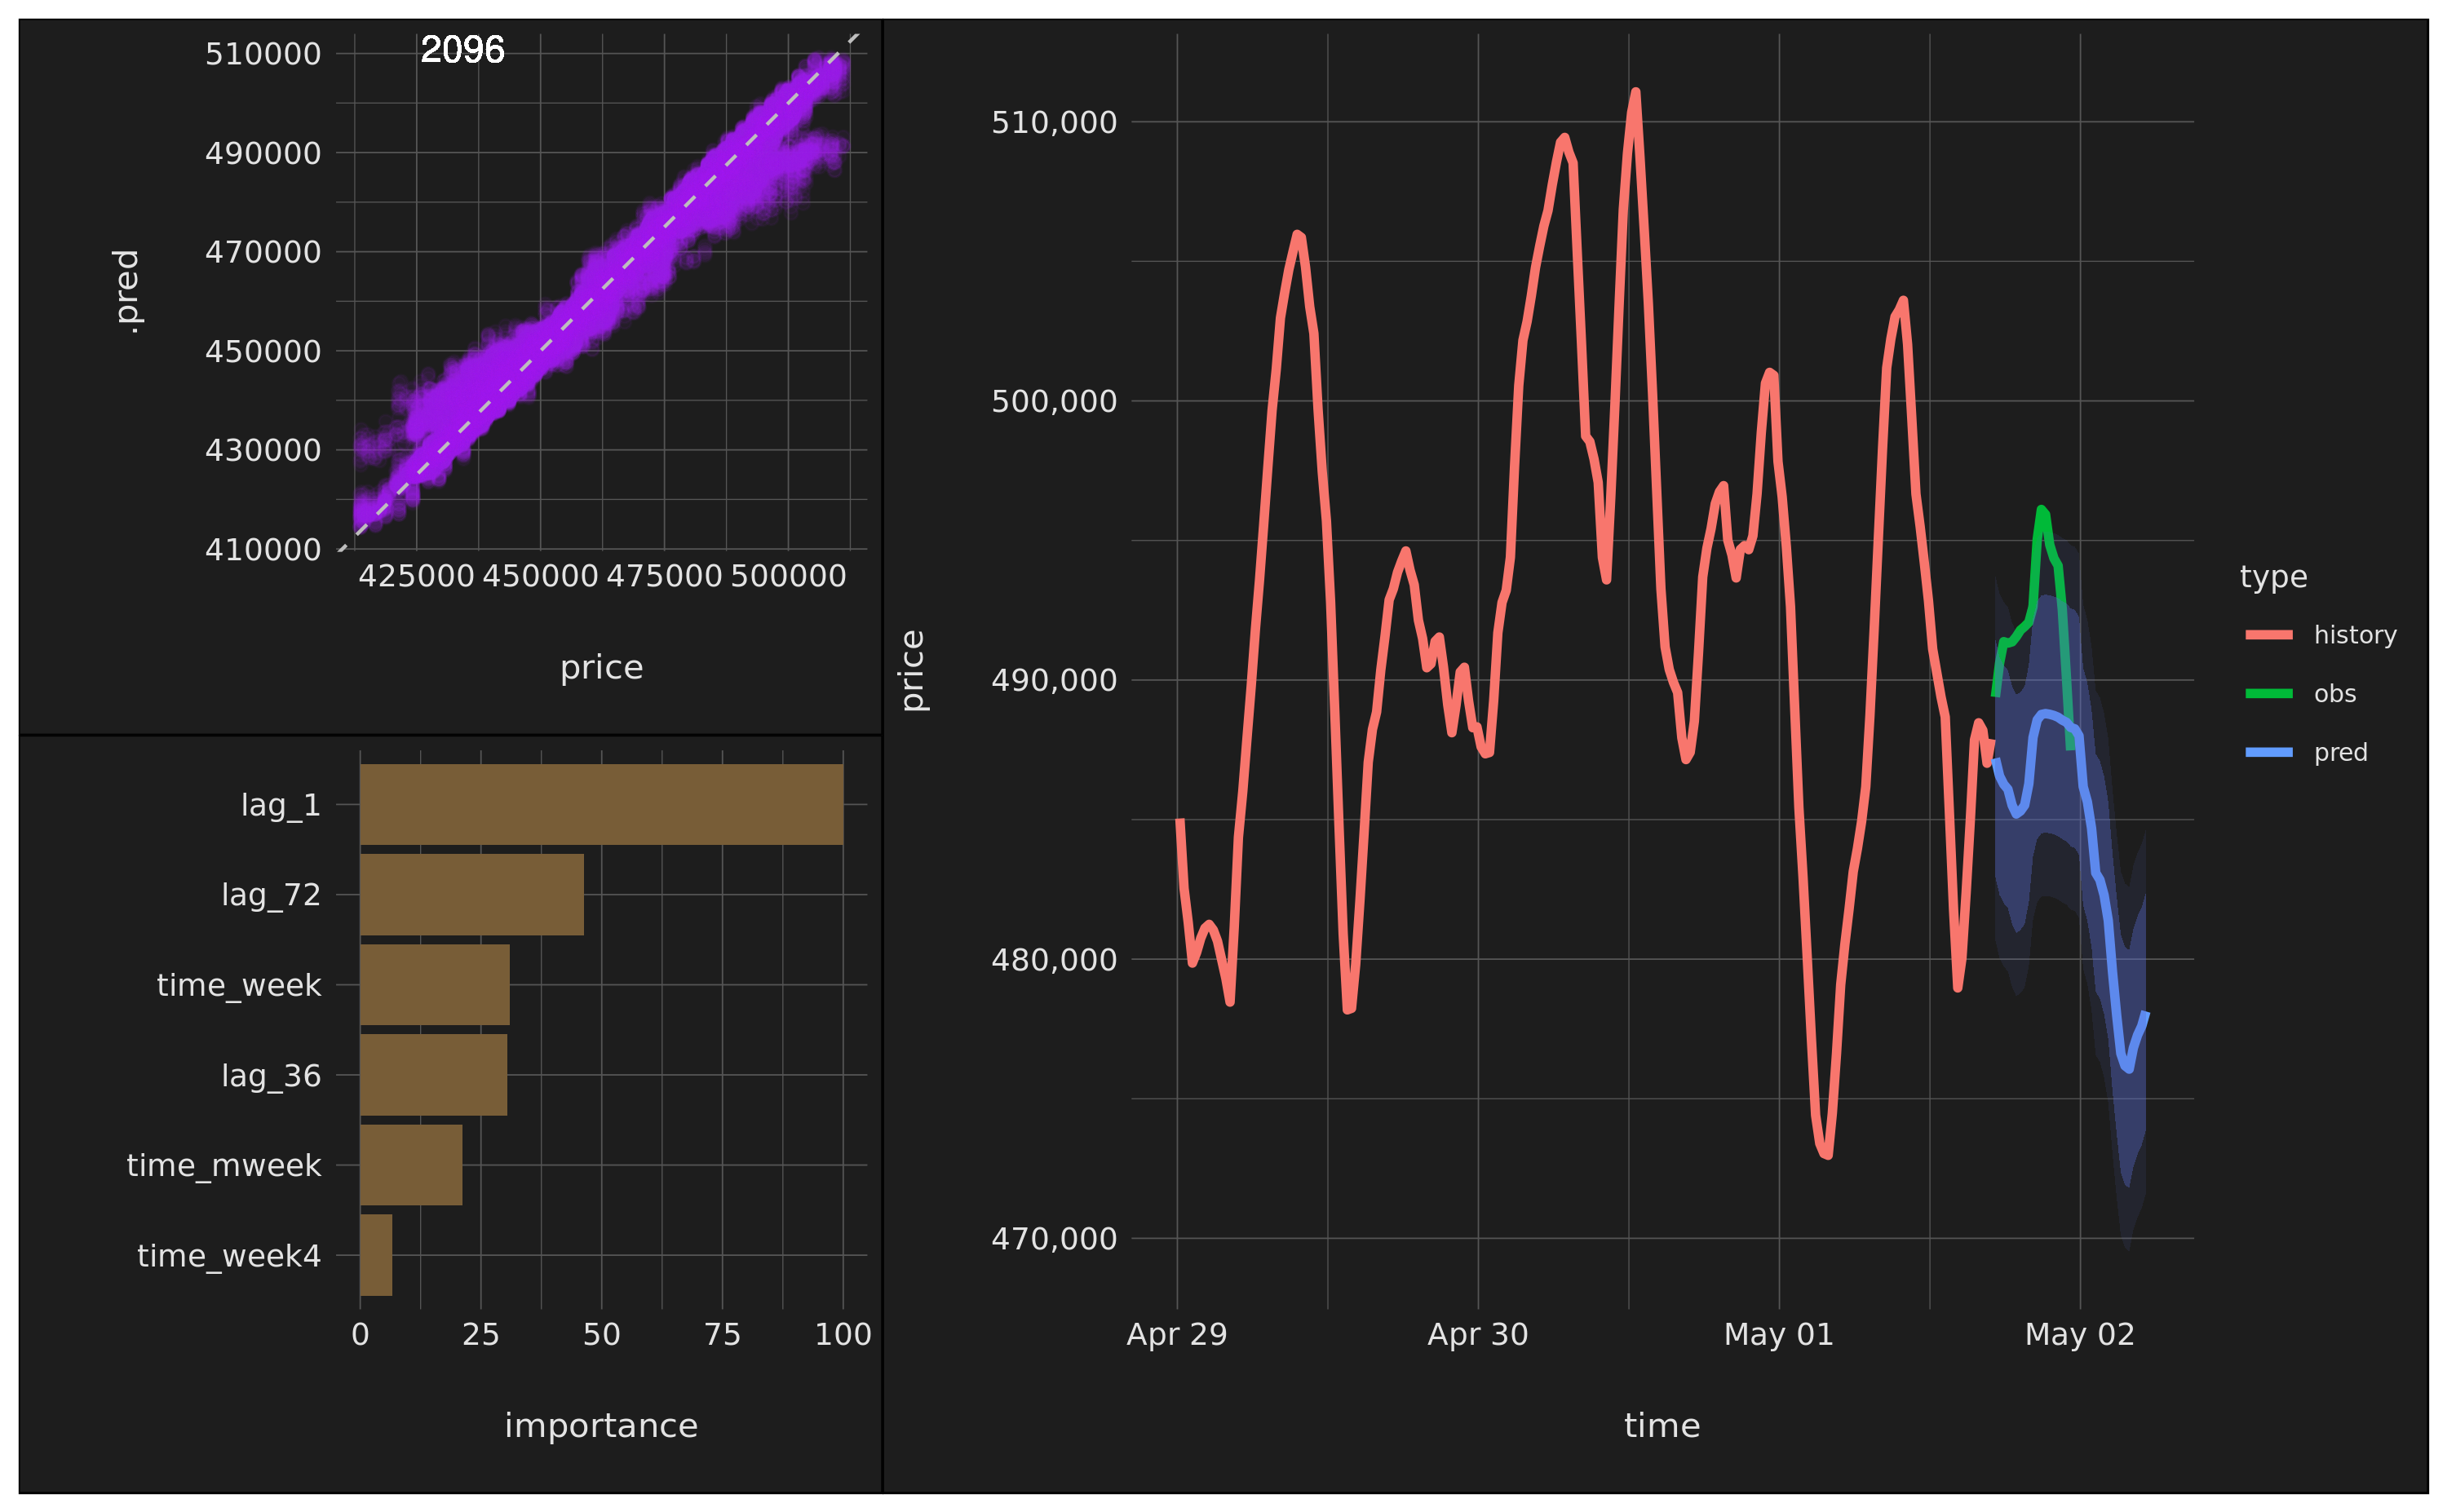 2096
510000
490000
470000
450000
430000
410000
.pred
425000 450000 475000 500000
price
lag_1
lag_72
time_week
lag_36
time_mweek
time_week4
0 25 50 75 100
importance
510,000
500,000
490,000
480,000
470,000
price
Apr 29 Apr 30 May 01 May 02
time
type
history
obs
pred